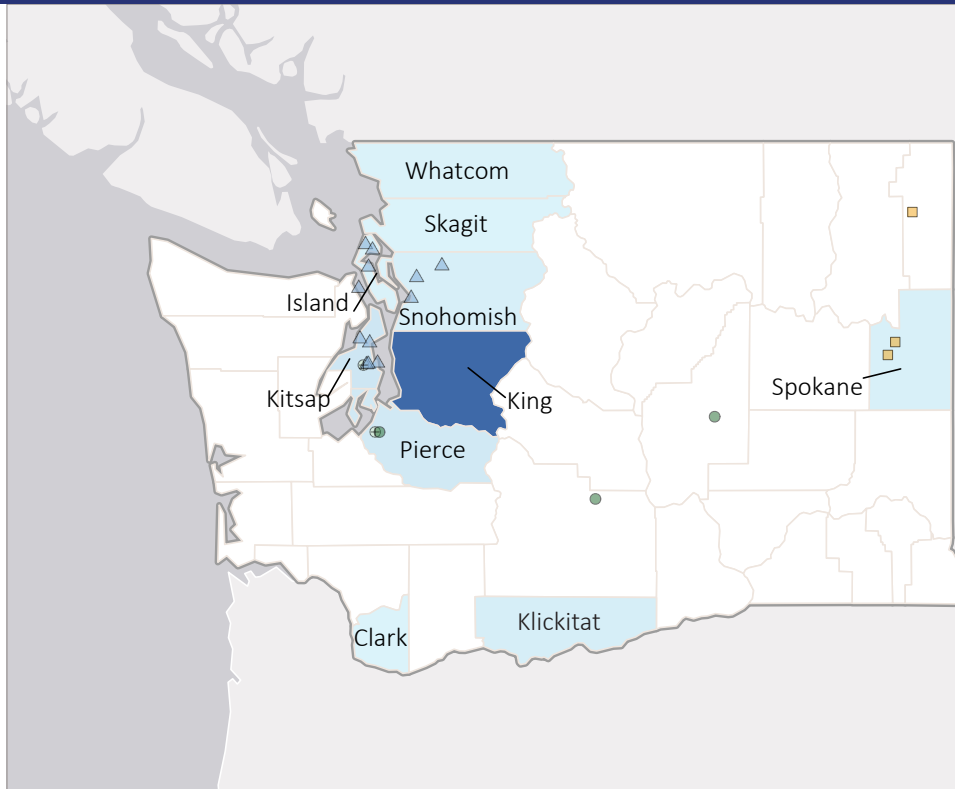 Whatcom
Skagit
Island
Snohomish
Kitsap
King
Spokane
Pierce
Klickitat
Clark